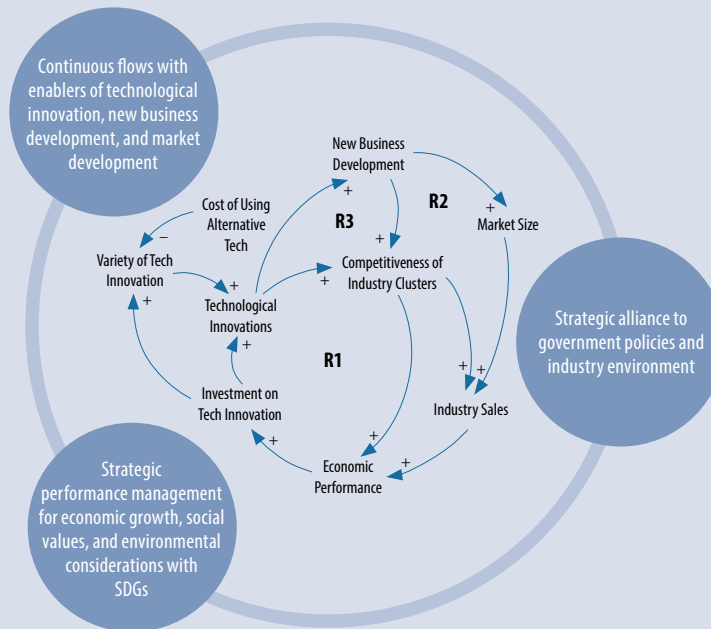 Continuous flows with
enablers of technological
innovation, new business
development, and market
development
New Business
Development
+
R2
Cost of Using
Alternative
Tech
R3
+
Market Size
−
+
Variety of Tech
Innovation
Competitiveness of
Industry Clusters
+
+
+
Technological
Innovations
Strategic alliance to
government policies and
industry environment
+
R1
+
+
Investment on
Tech Innovation
Industry Sales
+
+
Economic
Performance
+
Strategic
performance management
for economic growth, social
values, and environmental
considerations with
SDGs